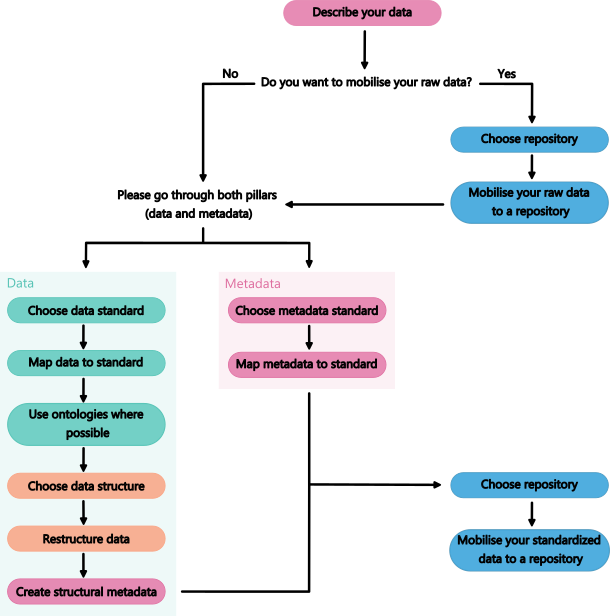 Describe your data
Do you want to mobilise your raw data?
No
Yes
Choose repository
Mobilise your raw data
to a repository
Please go through both pillars
(data and metadata)
Data
Choose data standard
Map data to standard
Use ontologies where
possible
Choose data structure
Restructure data
Create structural metadata
Metadata
Choose metadata standard
Map metadata to standard
Choose repository
Mobilise your standardized
data to a repository